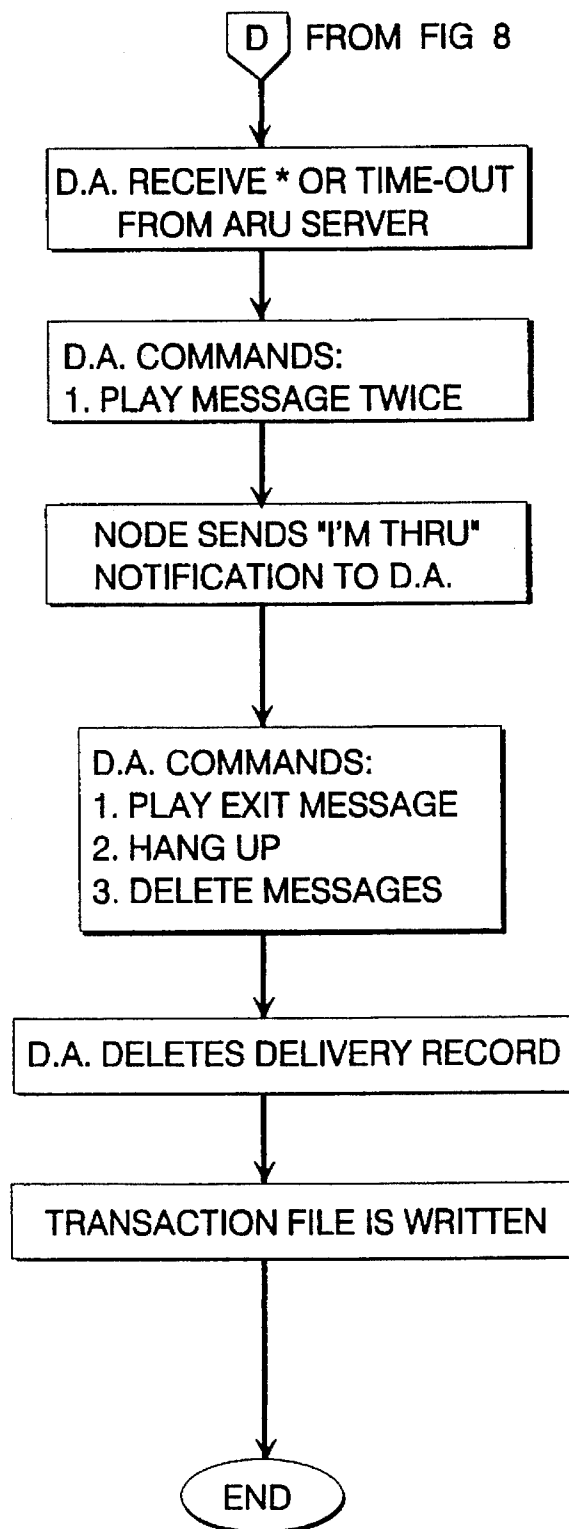 D FROM FIG 8
D.A. RECEIVE * OR TIME-OUT
FROM ARU SERVER
D.A. COMMANDS:
1. PLAY MESSAGE TWICE
NODE SENDS "I'M THRU"
NOTIFICATION TO D.A.
D.A. COMMANDS:
1. PLAY EXIT MESSAGE
2. HANG UP
3. DELETE MESSAGES
D.A. DELETES DELIVERY RECORD
TRANSACTION FILE IS WRITTEN
END